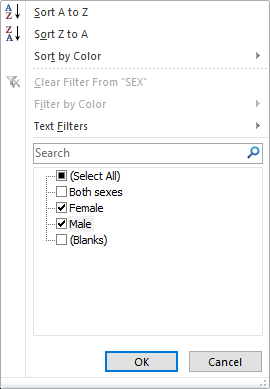 Sort A to Z
Sort Z to A
Sort by Color
Clear Filter From "SEX"
Filter by Color
Text Filters
Search
(Select All)
Both sexes
Female
Male
(Blanks)
OK
Cancel